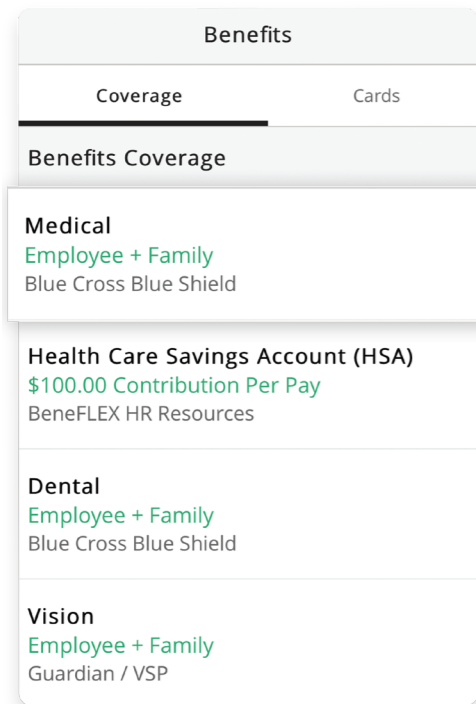 Benefits
Coverage Cards
Benefits Coverage
Medical
Employee + Family
Blue Cross Blue Shield
Health Care Savings Account (HSA)
$100.00 Contribution Per Pay
BeneFLEX HR Resources
Dental
Employee + Family
Blue Cross Blue Shield
Vision
Employee + Family
Guardian / VSP